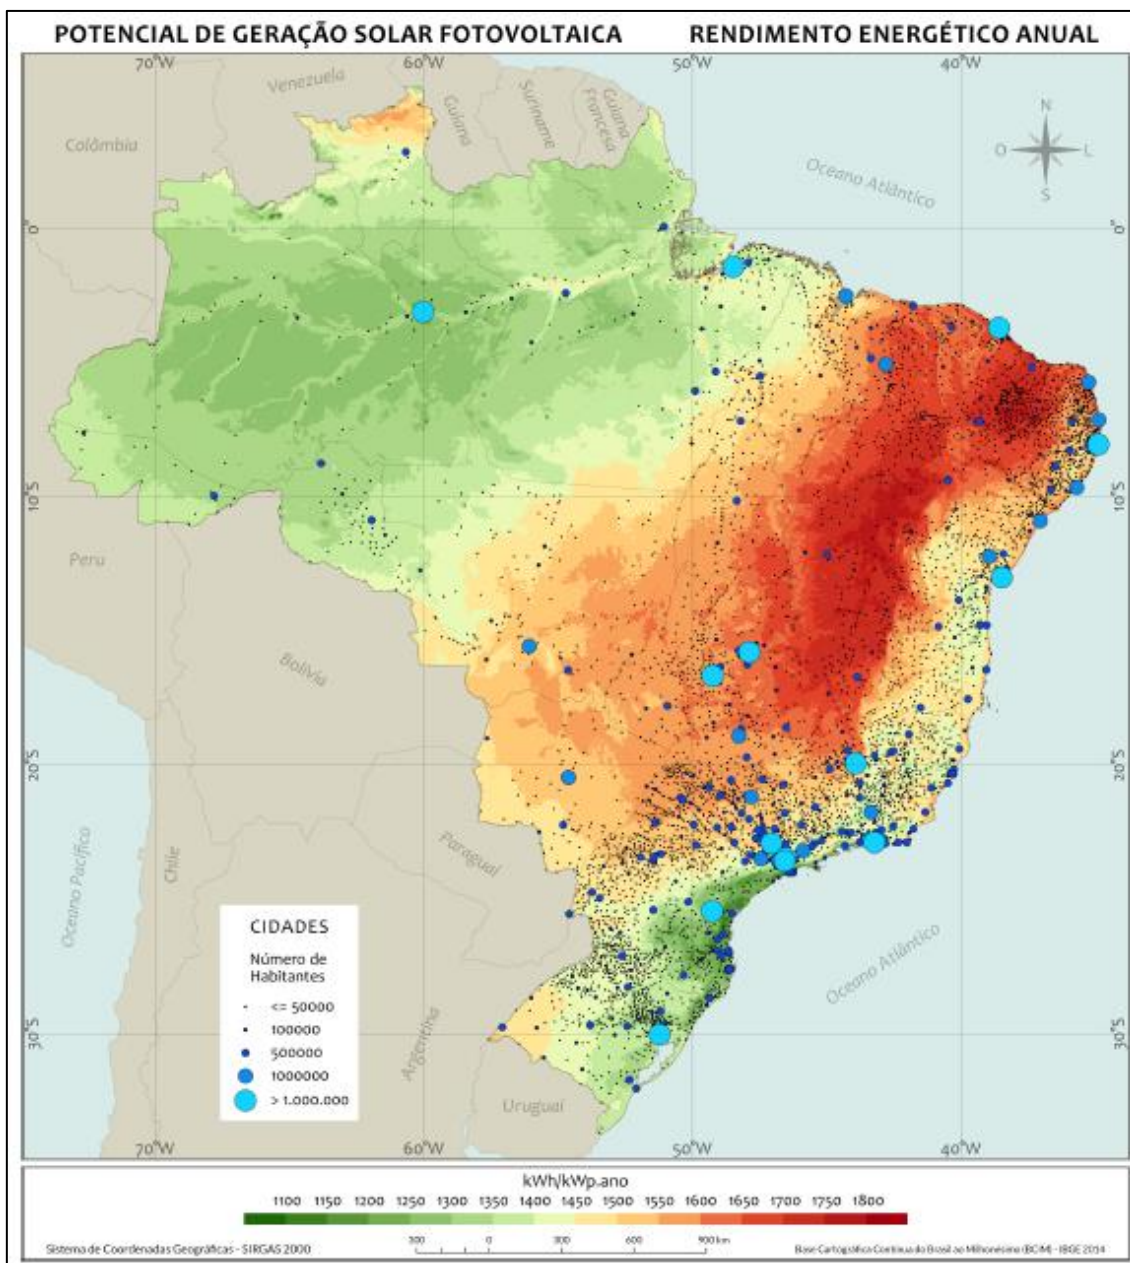 POTENCIAL DE GERAÇÃO SOLAR FOTOVOLTAICA RENDIMENTO ENERGÉTICO ANUAL
70°W 60°W 50°W 40°W
Venezuela
Guiana
Suriname
Guiana
Francesa
Colômbia
N
O L
S
Oceano Atlântico
0° 0°
10°S 10°S
Peru
Bolívia
20°S 20°S
Paraguai
Chile
Oceano Pacífico
Oceano Atlântico
Argentina
30°S 30°S
Uruguai
CIDADES
Número de
Habitantes
<= 50000
100000
500000
1000000
> 1.000.000
70°W 60°W 50°W 40°W
kWh/kWp.ano
1100 1150 1200 1250 1300 1350 1400 1450 1500 1550 1600 1650 1700 1750 1800
300 0 300 600 900 km
Sistema de Coordenadas Geográficas - SIRGAS 2000
Base Cartográfica Contínua do Brasil ao Milionésimo (BCIM) - IBGE 2014